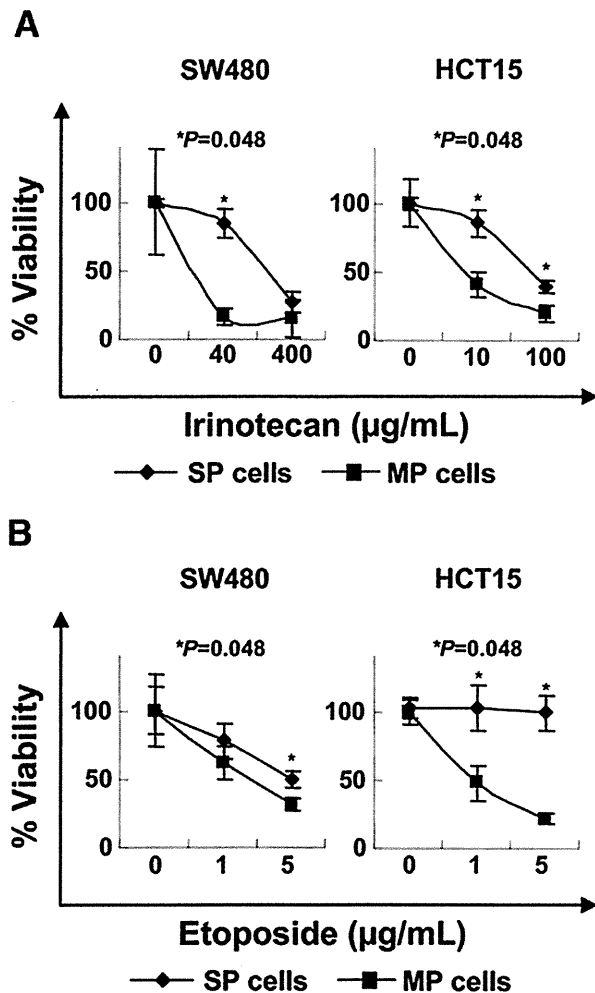 A
SW480 HCT15
*P=0.048 *P=0.048
% Viability
100 100
* * *
50 50
0 0
0 40 400 0 10 100
Irinotecan (µg/mL)
SP cells MP cells
B
SW480 HCT15
*P=0.048 *P=0.048
% Viability
100 100
* * *
50 50
0 0
0 1 5 0 1 5
Etoposide (µg/mL)
SP cells MP cells